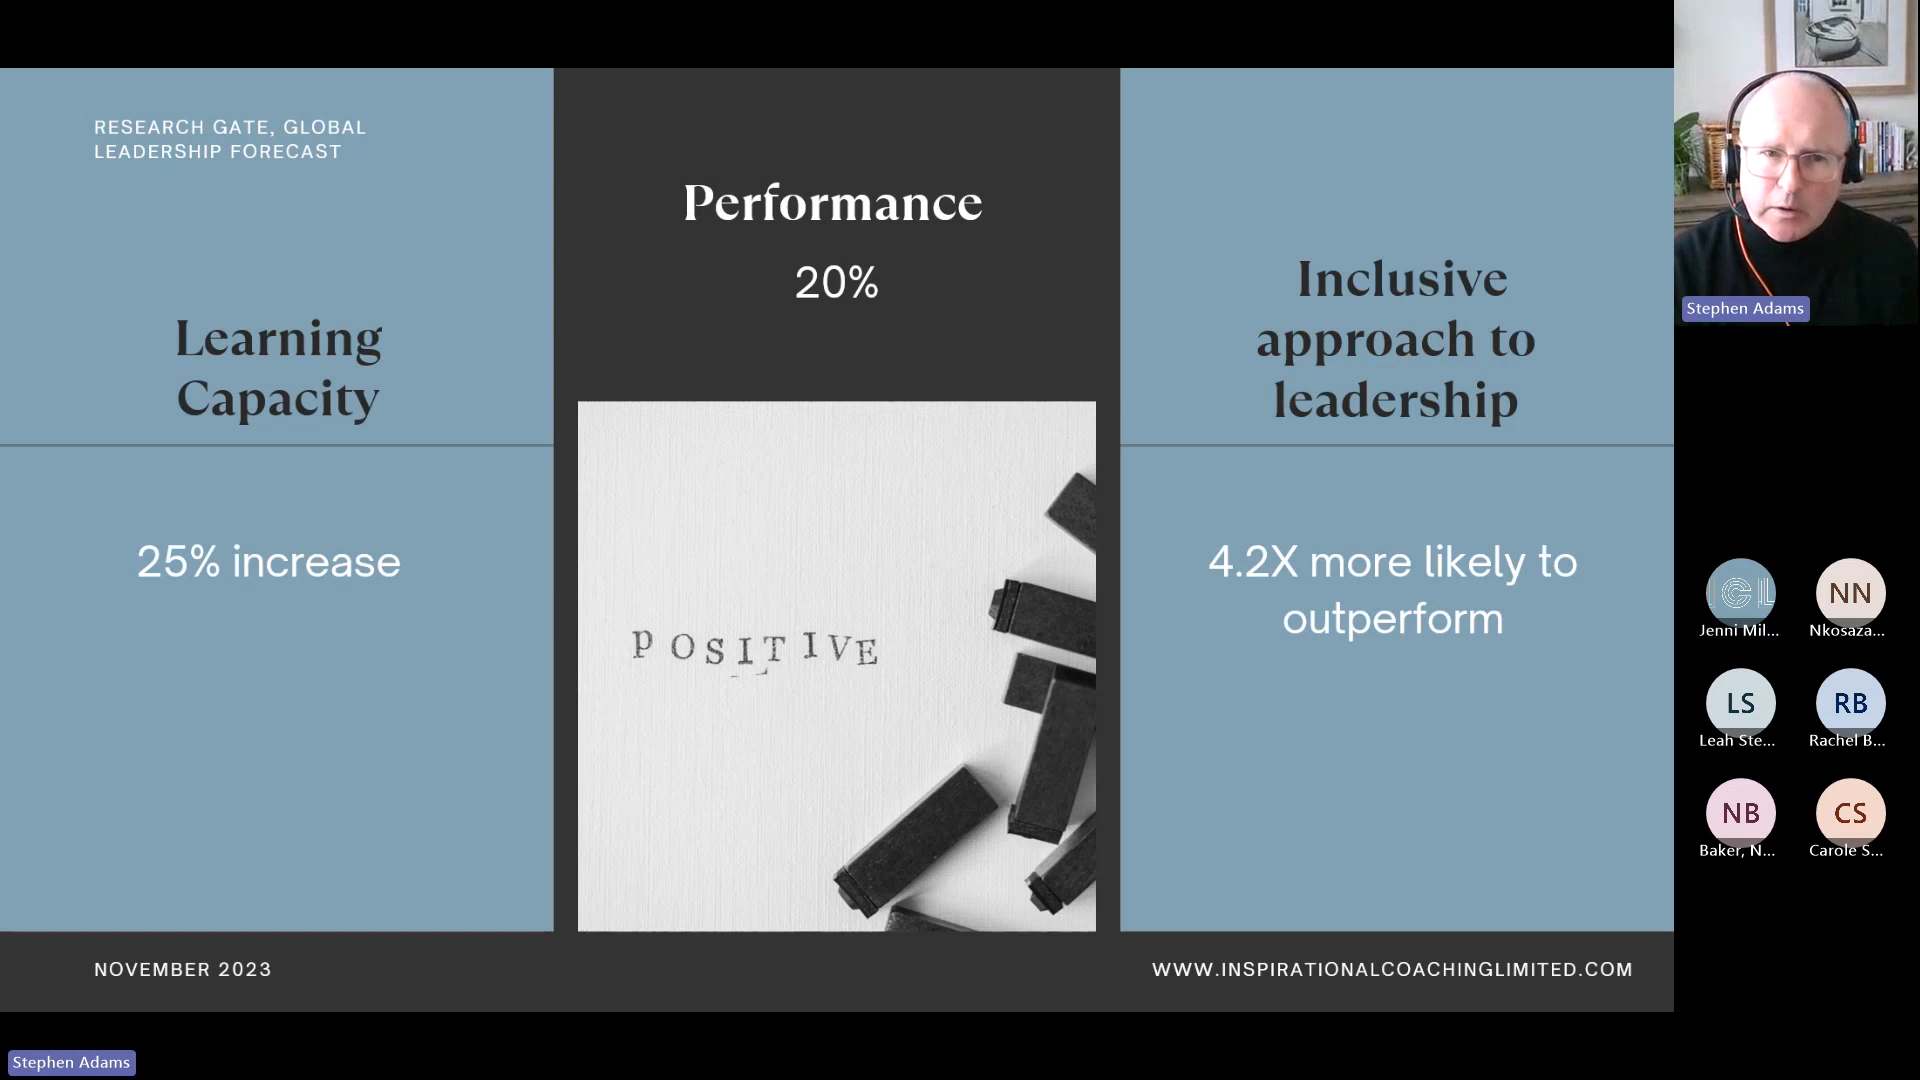 RESEARCH GATE, GLOBAL
LEADERSHIP FORECAST
Learning
Capacity
25% increase
Performance
20%
POSITIVE
Inclusive
approach to
leadership
4.2X more likely to
outperform
NOVEMBER 2023
WWW.INSPIRATIONALCOACHINGLIMITED.COM
Stephen Adams
Stephen Adams
Jenni Mil...
NN
Nkosaza...
LS
Leah Ste...
RB
Rachel B...
NB
Baker, N...
CS
Carole S...